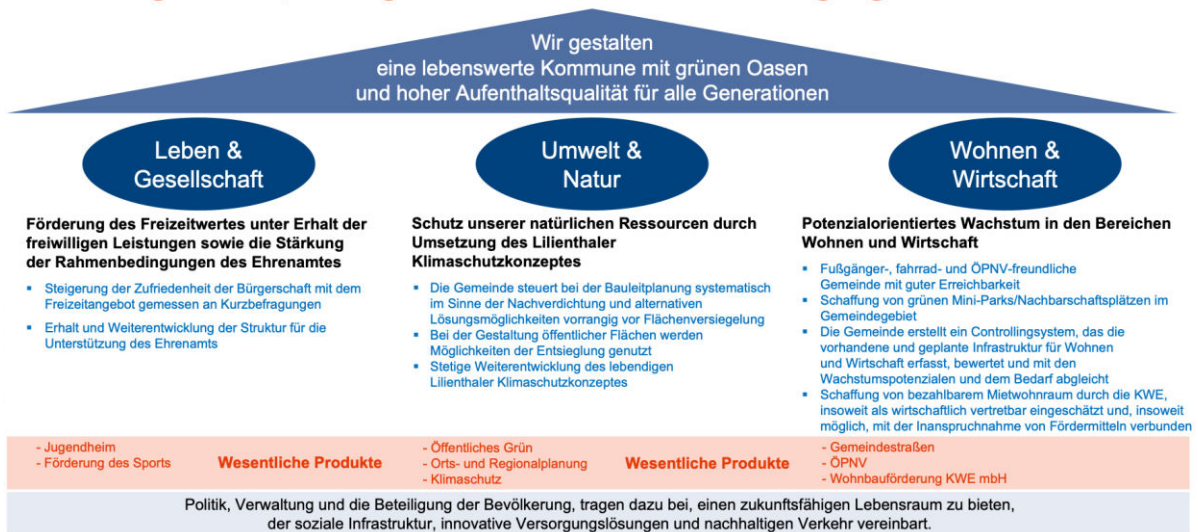 Wir gestalten
eine lebenswerte Kommune mit grünen Oasen
und hoher Aufenthaltsqualität für alle Generationen
Leben &
Gesellschaft
Förderung des Freizeitwertes unter Erhalt der
freiwilligen Leistungen sowie die Stärkung
der Rahmenbedingungen des Ehrenamtes
▪ Steigerung der Zufriedenheit der Bürgerschaft mit dem
Freizeitangebot gemessen an Kurzbefragungen
▪ Erhalt und Weiterentwicklung der Struktur für die
Unterstützung des Ehrenamts
Umwelt &
Natur
Schutz unserer natürlichen Ressourcen durch
Umsetzung des Lilienthaler
Klimaschutzkonzeptes
▪ Die Gemeinde steuert bei der Bauleitplanung systematisch
im Sinne der Nachverdichtung und alternativen
Lösungsmöglichkeiten vorrangig vor Flächenversiegelung
▪ Bei der Gestaltung öffentlicher Flächen werden
Möglichkeiten der Entsieglung genutzt
▪ Stetige Weiterentwicklung des lebendigen
Lilienthaler Klimaschutzkonzeptes
Wohnen &
Wirtschaft
Potenzialorientiertes Wachstum in den Bereichen
Wohnen und Wirtschaft
▪ Fußgänger-, fahrrad- und ÖPNV-freundliche
Gemeinde mit guter Erreichbarkeit
▪ Schaffung von grünen Mini-Parks/Nachbarschaftsplätzen im
Gemeindegebiet
▪ Die Gemeinde erstellt ein Controllingsystem, das die
vorhandene und geplante Infrastruktur für Wohnen
und Wirtschaft erfasst, bewertet und mit den
Wachstumspotenzialen und dem Bedarf abgleicht
▪ Schaffung von bezahlbarem Mietwohnraum durch die KWE,
insoweit als wirtschaftlich vertretbar eingeschätzt und, insoweit
möglich, mit der Inanspruchnahme von Fördermitteln verbunden
- Jugendheim
- Förderung des Sports
Wesentliche Produkte
- Öffentliches Grün
- Orts- und Regionalplanung
- Klimaschutz
Wesentliche Produkte
- Gemeindestraßen
- ÖPNV
- Wohnbauförderung KWE mbH
Politik, Verwaltung und die Beteiligung der Bevölkerung, tragen dazu bei, einen zukunftsfähigen Lebensraum zu bieten,
der soziale Infrastruktur, innovative Versorgungslösungen und nachhaltigen Verkehr vereinbart.